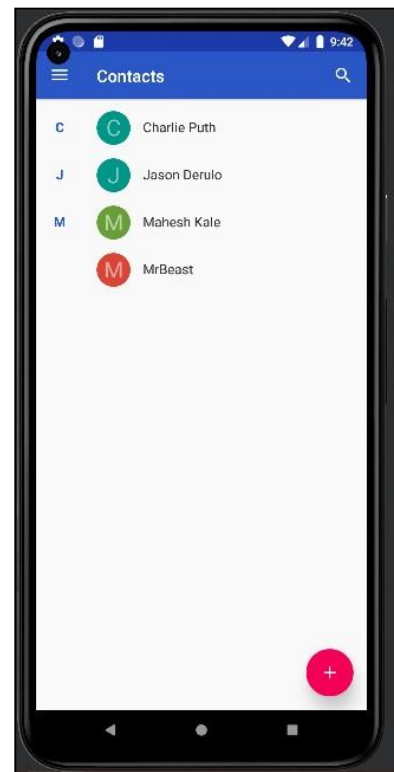 9:42
Contacts
C C Charlie Puth
J J Jason Derulo
M M Mahesh Kale
M MrBeast
+